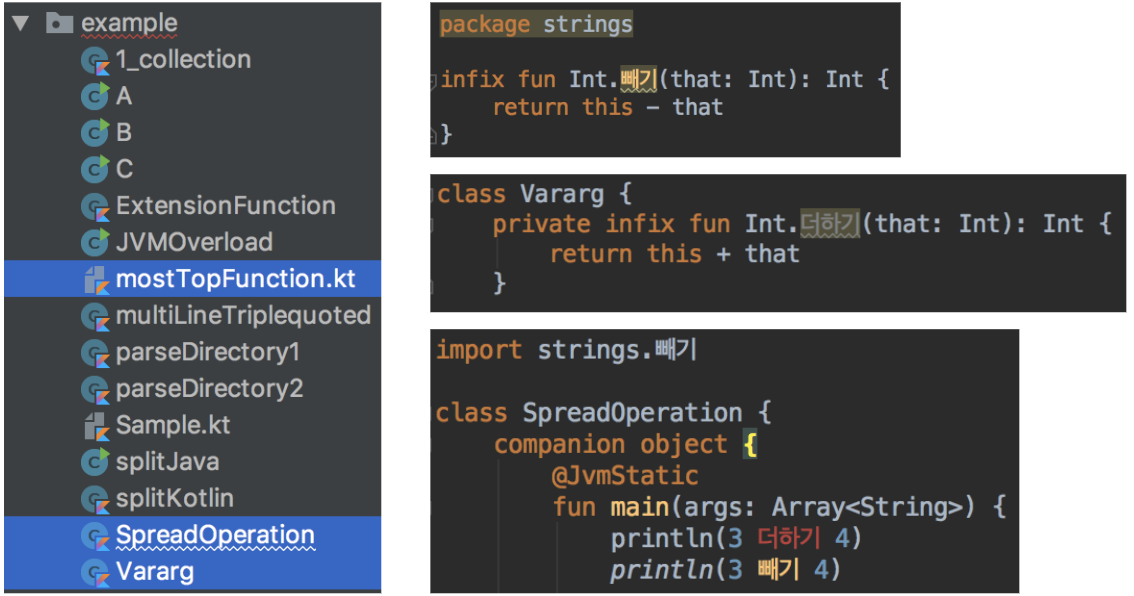 example
1_collection
A
B
C
ExtensionFunction
JVMOverload
mostTopFunction.kt
multiLineTriplequoted
parseDirectory1
parseDirectory2
Sample.kt
splitJava
splitKotlin
SpreadOperation
Vararg
package strings
infix fun Int.빼기(that: Int): Int {
return this - that
}
class Vararg {
private infix fun Int.더하기(that: Int): Int {
return this + that
}
import strings.빼기
class SpreadOperation {
companion object {
@JvmStatic
fun main(args: Array<String>) {
println(3 더하기 4)
println(3 빼기 4)